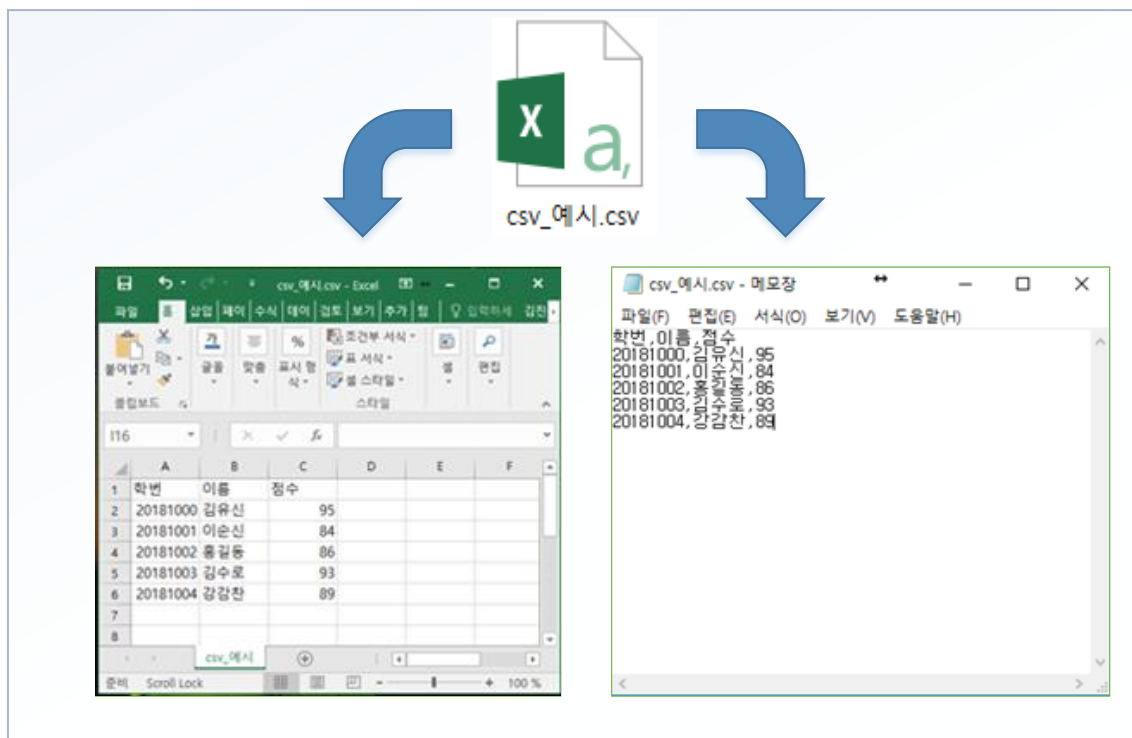 X
a,
csv_예시.csv
csv_예시.csv - Excel
파일 홈 삽입 페이 수식 데이 검토 보기 추가 팀 입력하세 김진
붙여넣기 가 글꼴 맞춤 % 표시 형식 조건부 서식 표 서식 셀 스타일 셀 편집
클립보드 스타일
I16 fx
A B C D E F
1 학번 이름 점수
2 20181000 김유신 95
3 20181001 이순신 84
4 20181002 홍길동 86
5 20181003 김수로 93
6 20181004 강감찬 89
7
8
csv_예시
준비 Scroll Lock 100 %
csv_예시.csv - 메모장
파일(F) 편집(E) 서식(O) 보기(V) 도움말(H)
학번,이름,점수
20181000,김유신,95
20181001,이순신,84
20181002,홍길동,86
20181003,김수로,93
20181004,강감찬,89